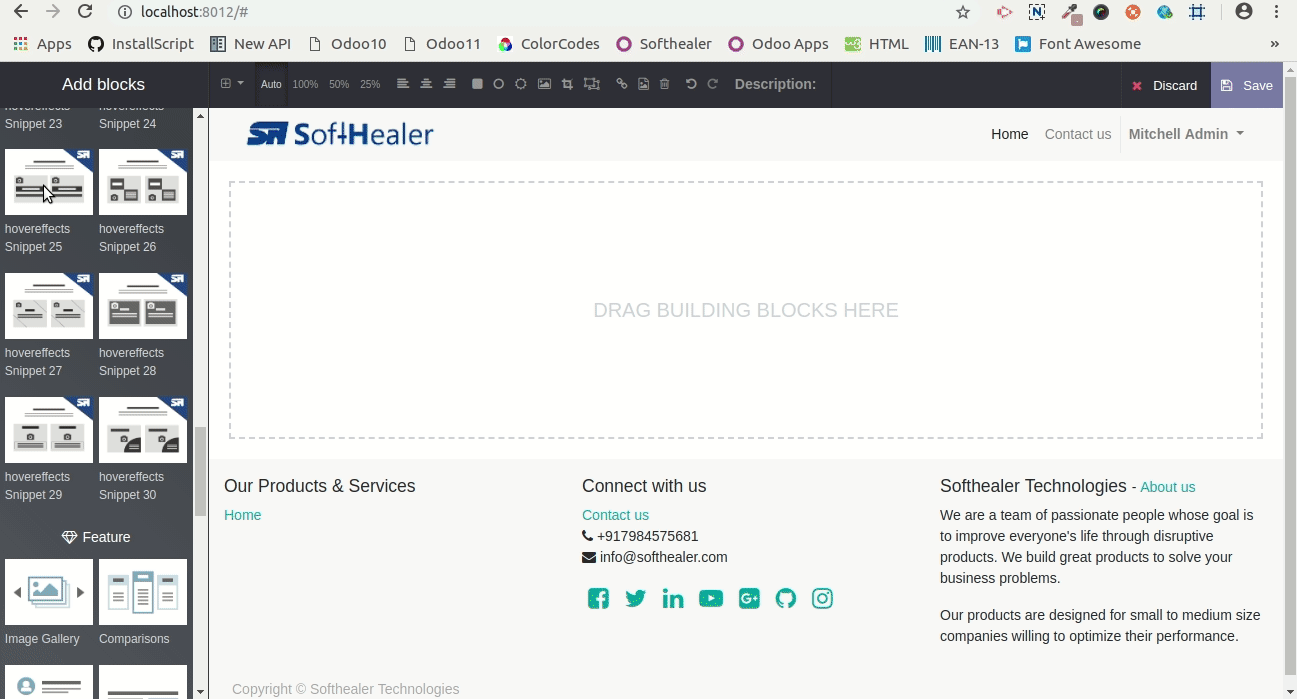 localhost:8012/#
Apps InstallScript New API Odoo10 Odoo11 ColorCodes Softhealer Odoo Apps HTML EAN-13 Font Awesome »
Add blocks Auto 100% 50% 25% Description: Discard Save
hovereffects hovereffects
Snippet 23 Snippet 24
hovereffects hovereffects
Snippet 25 Snippet 26
hovereffects hovereffects
Snippet 27 Snippet 28
hovereffects hovereffects
Snippet 29 Snippet 30
Feature
Image Gallery Comparisons
SoftHealer
Home Contact us Mitchell Admin
DRAG BUILDING BLOCKS HERE
Our Products & Services
Home
Connect with us
Contact us
+917984575681
info@softhealer.com
Softhealer Technologies - About us
We are a team of passionate people whose goal is
to improve everyone's life through disruptive
products. We build great products to solve your
business problems.
Our products are designed for small to medium size
companies willing to optimize their performance.
Copyright © Softhealer Technologies